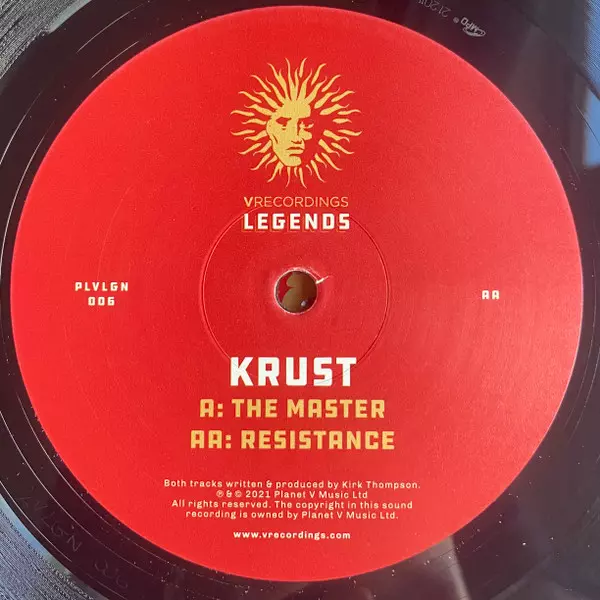 VRECORDINGS
LEGENDS
PLVLGN
006
AA
KRUST
A: THE MASTER
AA: RESISTANCE
Both tracks written & produced by Kirk Thompson.
℗ & © 2021 Planet V Music Ltd
All rights reserved. The copyright in this sound
recording is owned by Planet V Music Ltd.
www.vrecordings.com